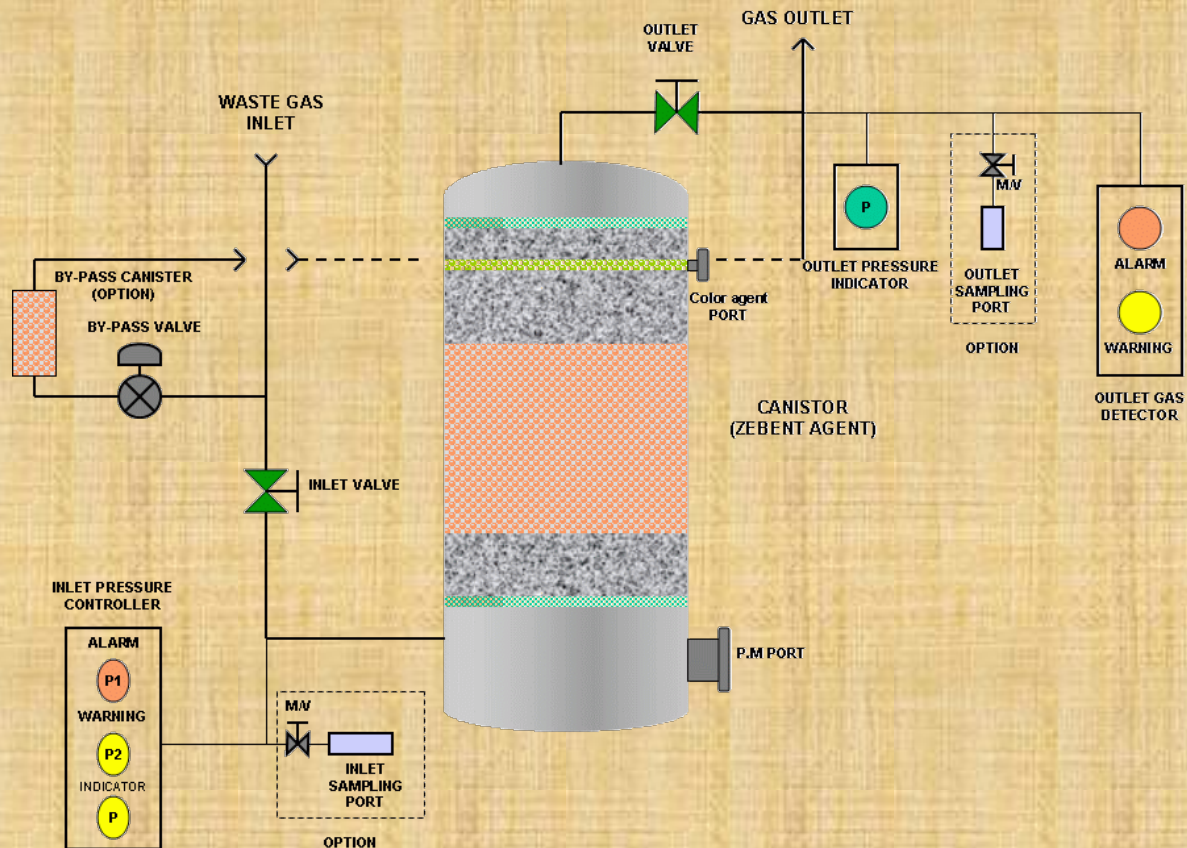 GAS OUTLET
OUTLET
VALVE
WASTE GAS
INLET
M/V
P
OUTLET PRESSURE
INDICATOR
OUTLET
SAMPLING
PORT
OPTION
ALARM
WARNING
OUTLET GAS
DETECTOR
BY-PASS CANISTER
(OPTION)
BY-PASS VALVE
Color agent
PORT
CANISTOR
(ZEBENT AGENT)
INLET VALVE
INLET PRESSURE
CONTROLLER
ALARM
P1
WARNING
P2
INDICATOR
P
M/V
INLET
SAMPLING
PORT
OPTION
P.M PORT